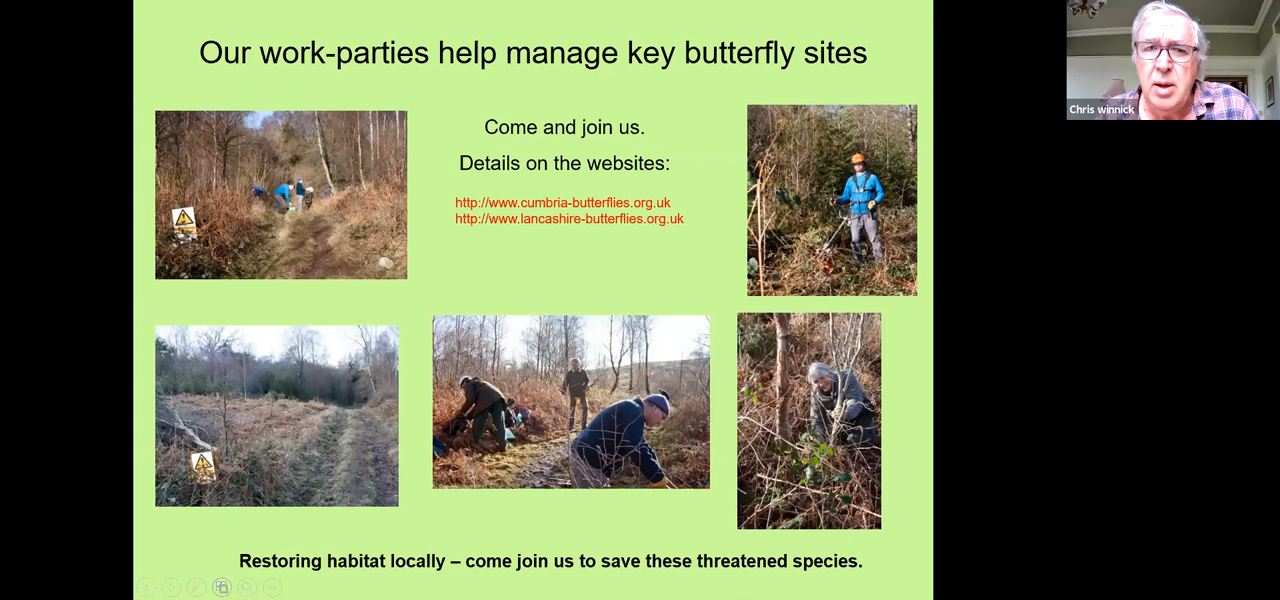 Our work-parties help manage key butterfly sites
Come and join us.
Details on the websites:
http://www.cumbria-butterflies.org.uk
http://www.lancashire-butterflies.org.uk
Restoring habitat locally – come join us to save these threatened species.
Chris winnick